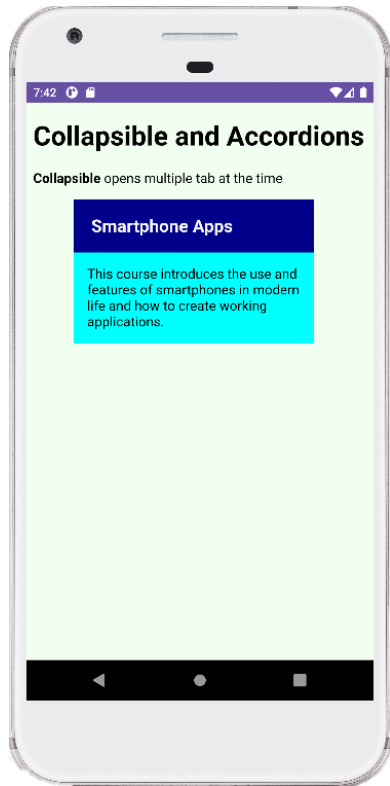 7:42
Collapsible and Accordions
Collapsible opens multiple tab at the time
Smartphone Apps
This course introduces the use and
features of smartphones in modern
life and how to create working
applications.